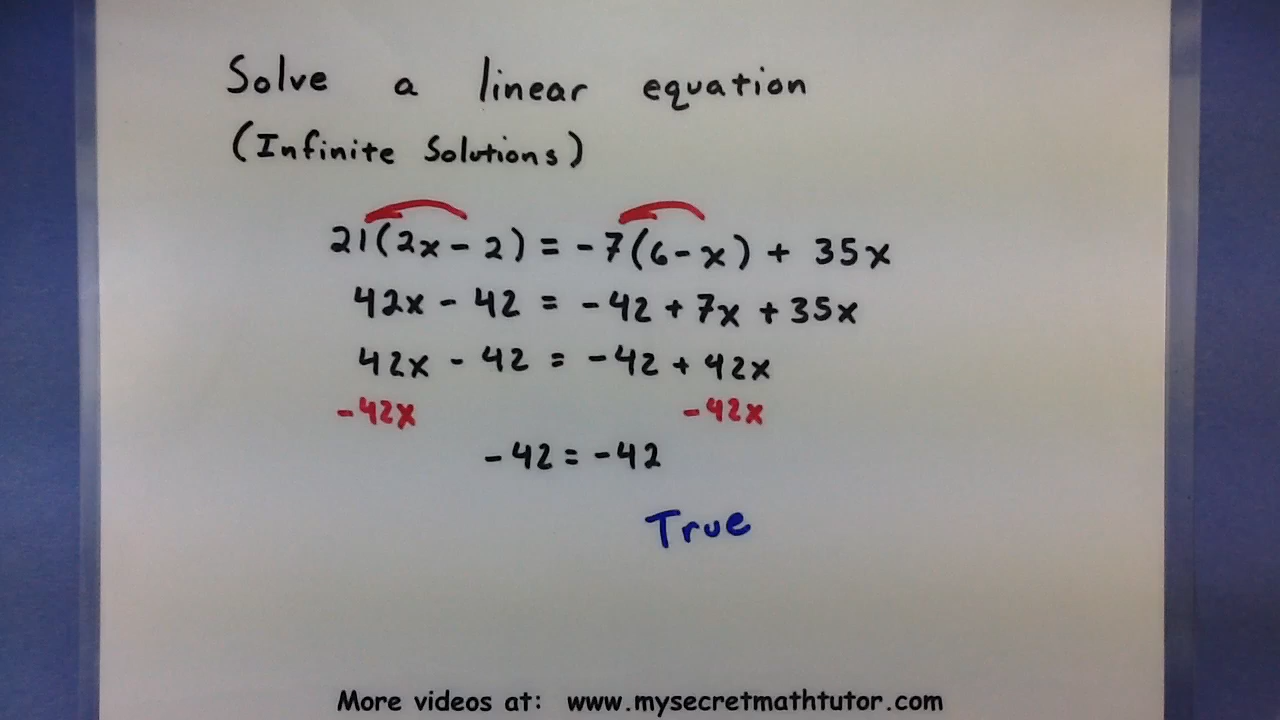 Solve a linear equation
(Infinite Solutions)
21(2x - 2) = -7(6 - x) + 35x
42x - 42 = -42 + 7x + 35x
42x - 42 = -42 + 42x
-42x -42x
-42 = -42
True
More videos at: www.mysecretmathtutor.com